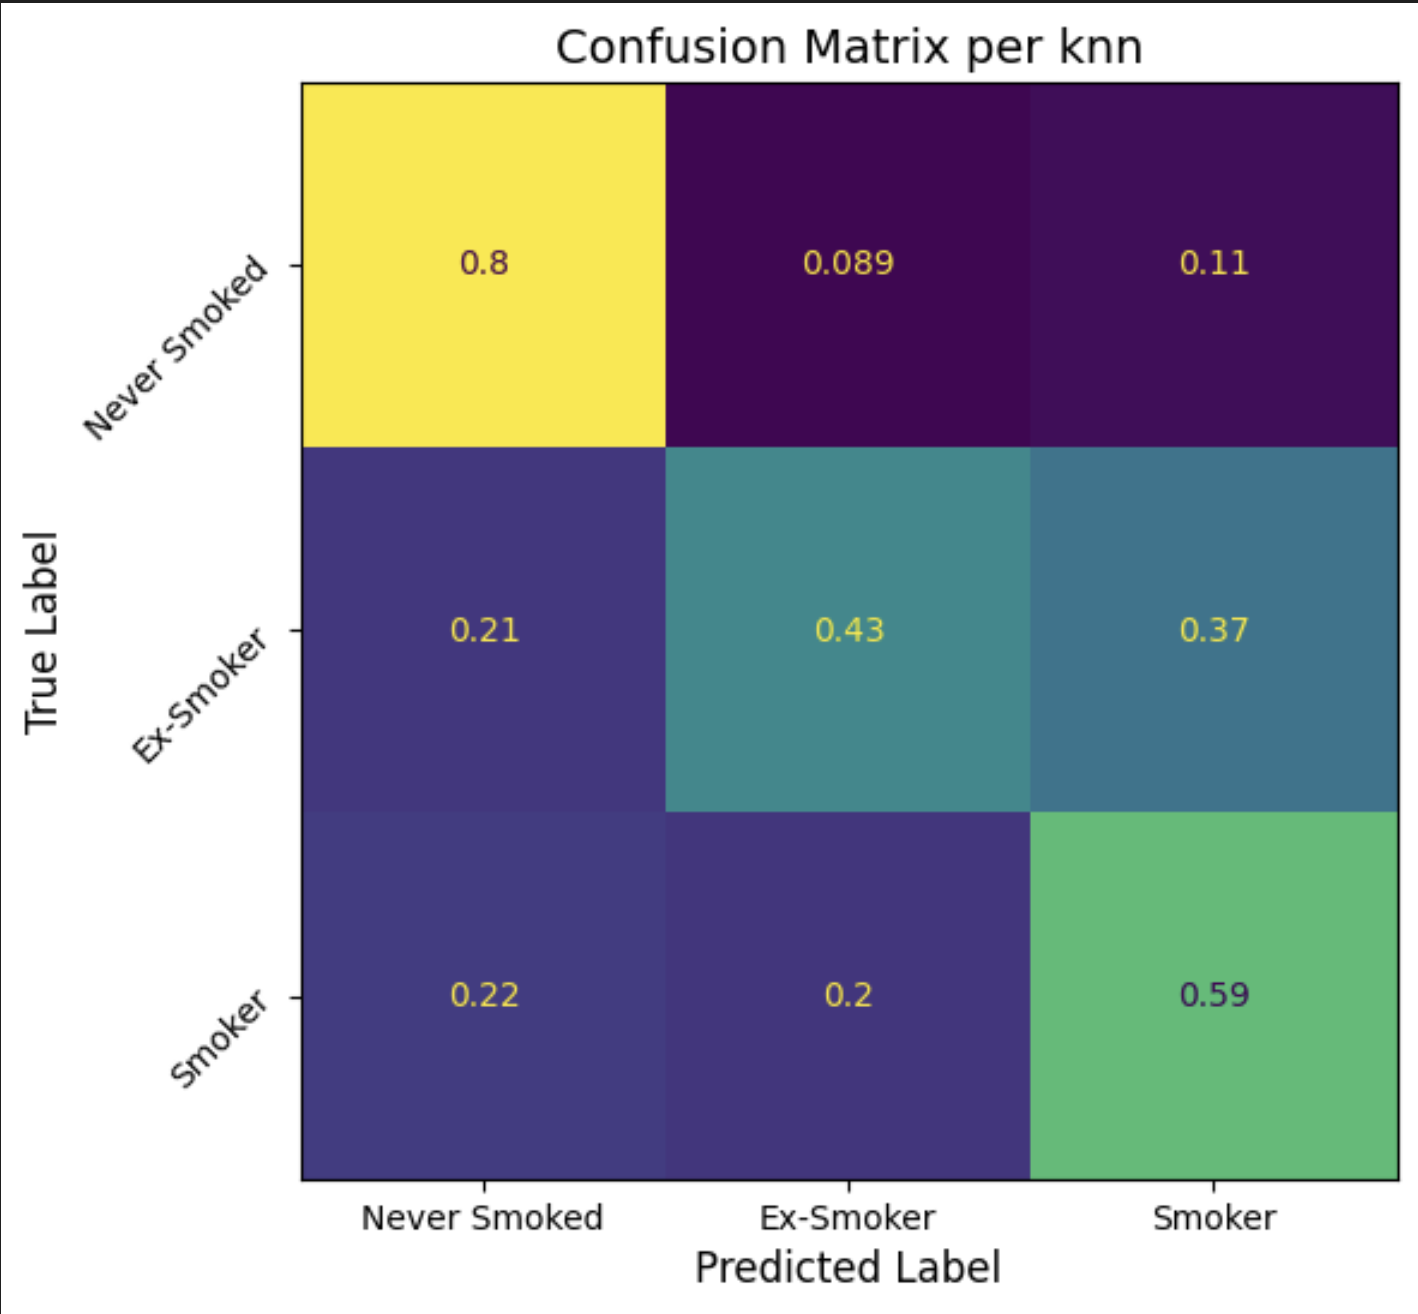 Confusion Matrix per knn
True Label
Never Smoked
0.8 0.089 0.11
Ex-Smoker
0.21 0.43 0.37
Smoker
0.22 0.2 0.59
Never Smoked Ex-Smoker Smoker
Predicted Label